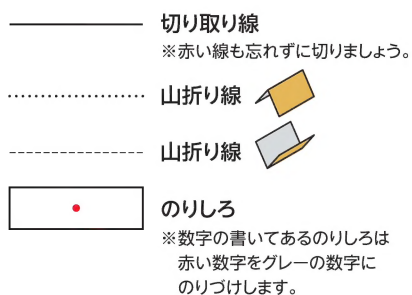 切り取り線
※赤い線も忘れずに切りましょう。
山折り線
山折り線
のりしろ
※数字の書いてあるのりしろは
赤い数字をグレーの数字に
のりづけします。